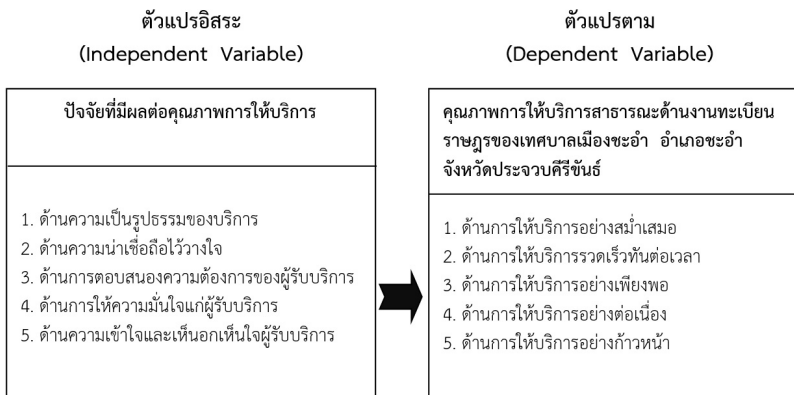 ตัวแปรอิสระ
(Independent Variable)
ปัจจัยที่มีผลต่อคุณภาพการให้บริการ
1. ด้านความเป็นรูปธรรมของบริการ
2. ด้านความน่าเชื่อถือไว้วางใจ
3. ด้านการตอบสนองความต้องการของผู้รับบริการ
4. ด้านการให้ความมั่นใจแก่ผู้รับบริการ
5. ด้านความเข้าใจและเห็นอกเห็นใจผู้รับบริการ
ตัวแปรตาม
(Dependent Variable)
คุณภาพการให้บริการสาธารณะด้านงานทะเบียน
ราษฎรของเทศบาลเมืองชะอำ อำเภอชะอำ
จังหวัดประจวบคีรีขันธ์
1. ด้านการให้บริการอย่างสม่ำเสมอ
2. ด้านการให้บริการรวดเร็วทันต่อเวลา
3. ด้านการให้บริการอย่างเพียงพอ
4. ด้านการให้บริการอย่างต่อเนื่อง
5. ด้านการให้บริการอย่างก้าวหน้า